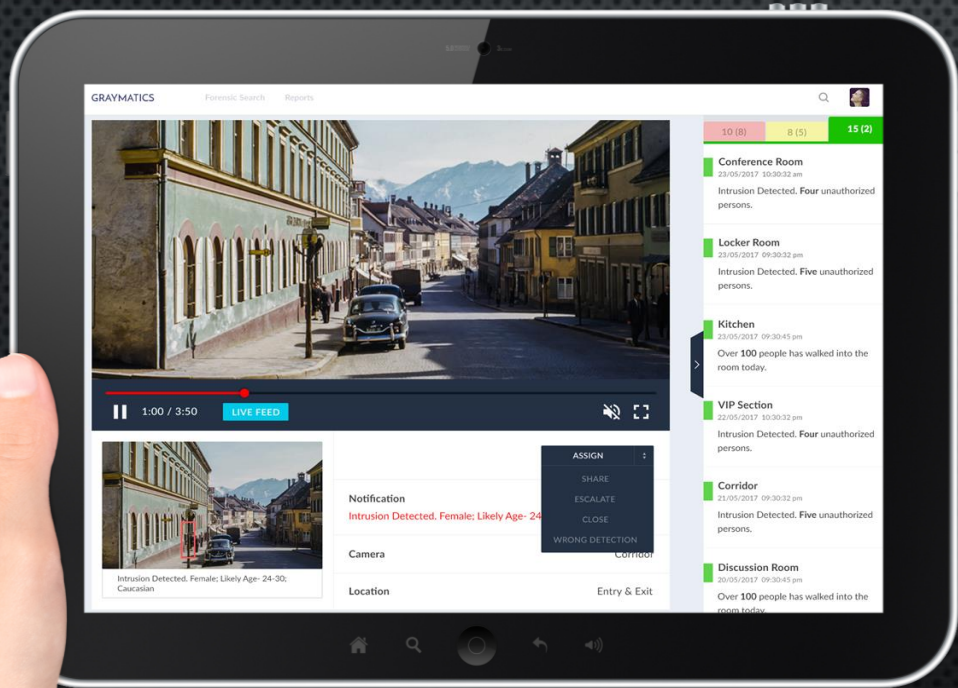 GRAYMATICS Forensic Search Reports
10 (8) 8 (5) 15 (2)
1:00 / 3:50 LIVE FEED
Intrusion Detected. Female; Likely Age- 24-30;
Caucasian
Notification
Intrusion Detected. Female; Likely Age- 24
Camera Corridor
Location Entry & Exit
ASSIGN
SHARE
ESCALATE
CLOSE
WRONG DETECTION
Conference Room
23/05/2017 10:30:32 am
Intrusion Detected. Four unauthorized
persons.
Locker Room
23/05/2017 09:30:32 pm
Intrusion Detected. Five unauthorized
persons.
Kitchen
23/05/2017 09:30:45 pm
Over 100 people has walked into the
room today.
VIP Section
22/05/2017 10:30:32 pm
Intrusion Detected. Four unauthorized
persons.
Corridor
21/05/2017 09:30:32 pm
Intrusion Detected. Five unauthorized
persons.
Discussion Room
20/05/2017 09:30:45 pm
Over 100 people has walked into the
room today.